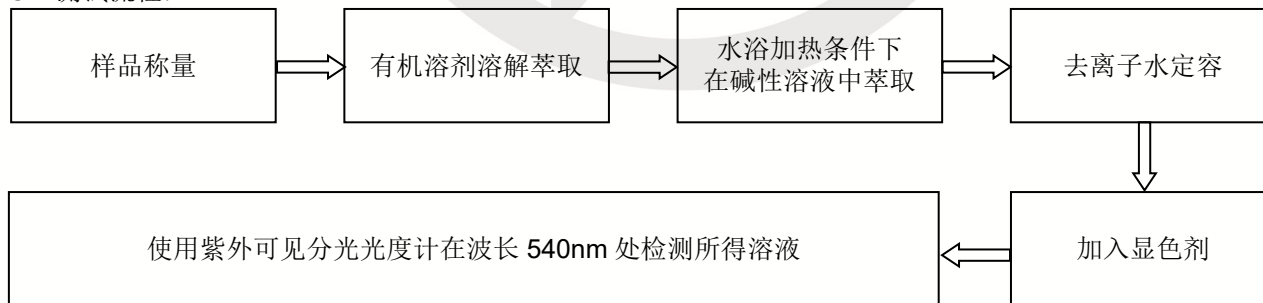 样品称量
有机溶剂溶解萃取
水浴加热条件下
在碱性溶液中萃取
去离子水定容
加入显色剂
使用紫外可见分光光度计在波长 540nm 处检测所得溶液